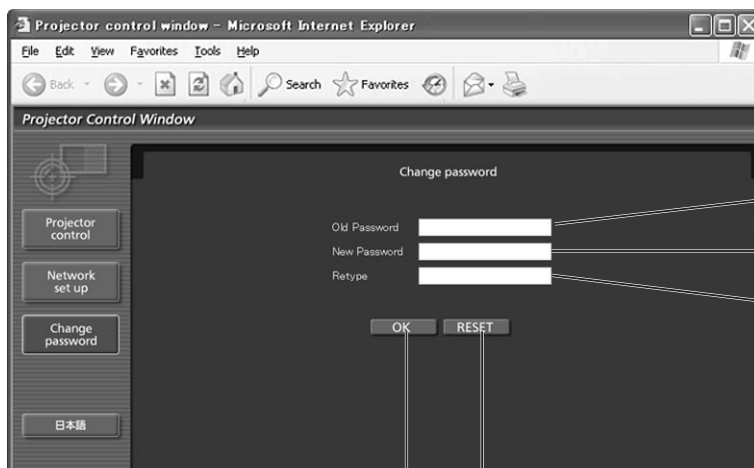 Projector control window - Microsoft Internet Explorer
File Edit View Favorites Tools Help
Back Search Favorites
Projector Control Window
Change password
Projector
control
Old Password
New Password
Retype
Network
set up
Change
password
OK RESET
日本語